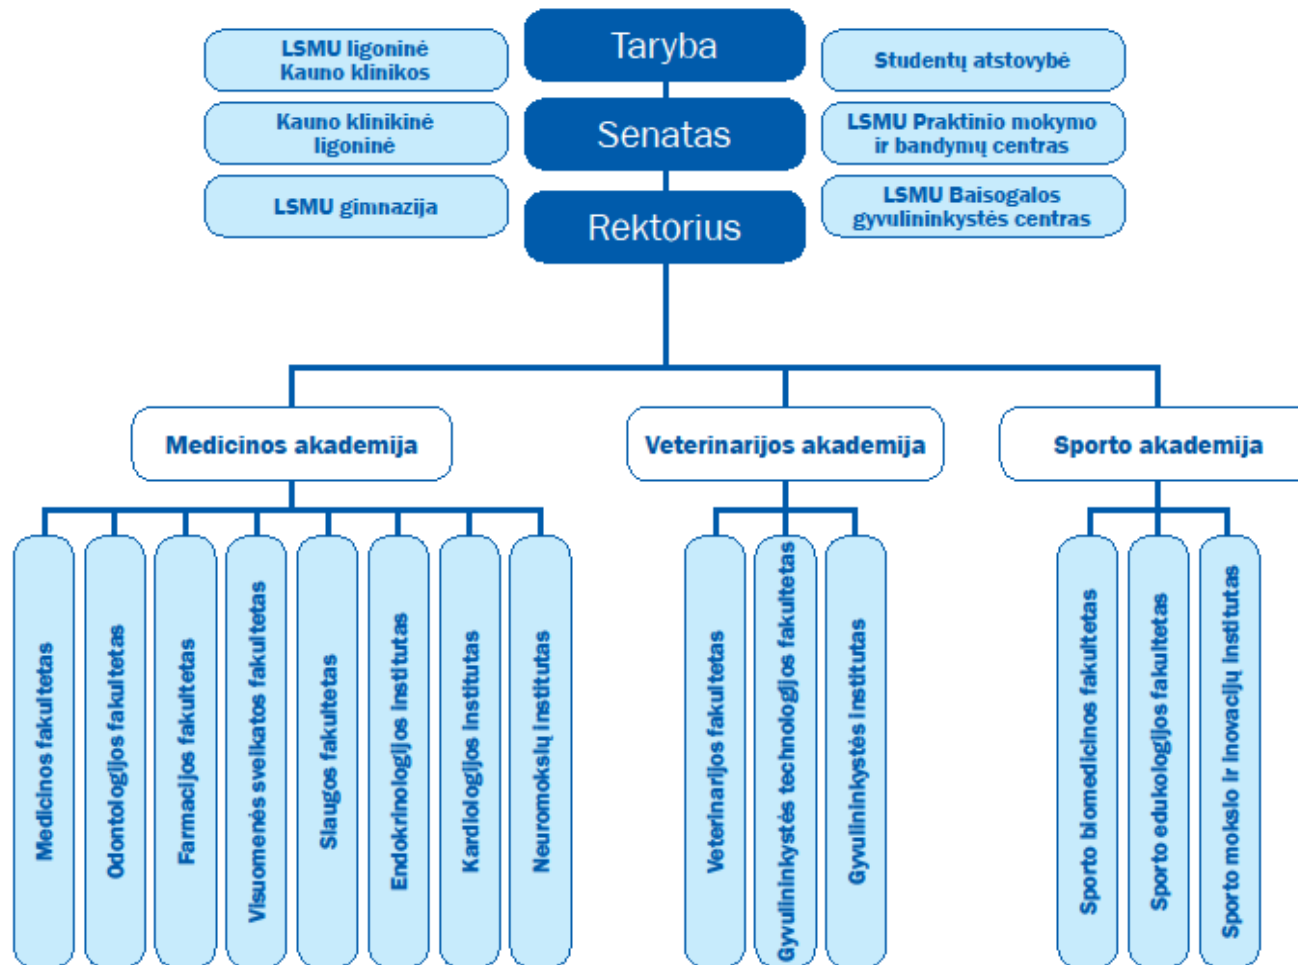 Taryba
LSMU ligoninė
Kauno klinikos
Studentų atstovybė
Senatas
Kauno klinikinė
ligoninė
LSMU Praktinio mokymo
ir bandymų centras
Rektorius
LSMU gimnazija
LSMU Baisogalos
gyvulininkystės centras
Medicinos akademija
Veterinarijos akademija
Sporto akademija
Medicinos fakultetas
Odontologijos fakultetas
Farmacijos fakultetas
Visuomenės sveikatos fakultetas
Slaugos fakultetas
Endokrinologijos institutas
Kardiologijos institutas
Neuromokslų institutas
Veterinarijos fakultetas
Gyvulininkystės technologijos fakultetas
Gyvulininkystės institutas
Sporto biomedicinos fakultetas
Sporto edukologijos fakultetas
Sporto mokslo ir inovacijų institutas